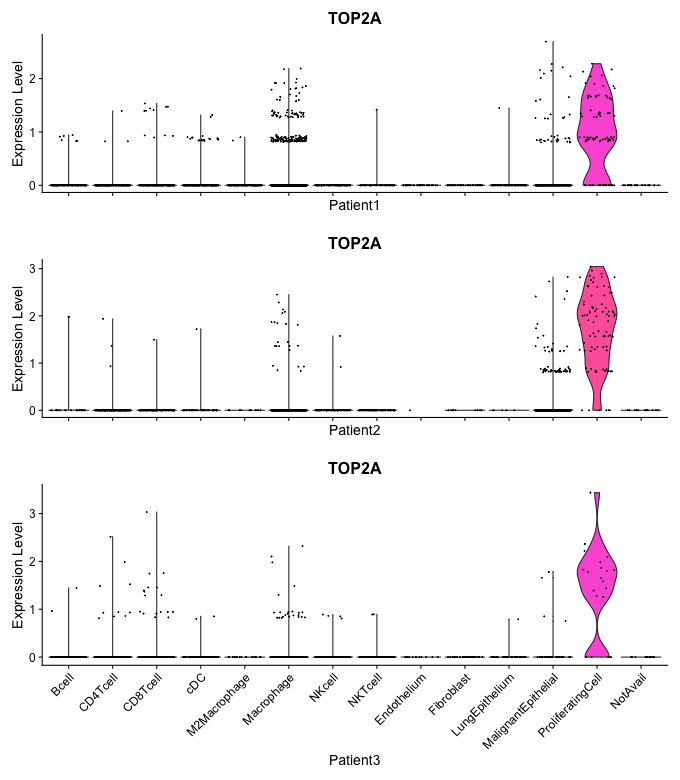 TOP2A
Expression Level
2
1
0
Patient1
TOP2A
Expression Level
3
2
1
0
Patient2
TOP2A
Expression Level
3
2
1
0
Bcell
CD4Tcell
CD8Tcell
cDC
M2Macrophage
Macrophage
NKcell
NKTcell
Endothelium
Fibroblast
LungEpithelium
MalignantEpithelial
ProliferatingCell
NotAvail
Patient3